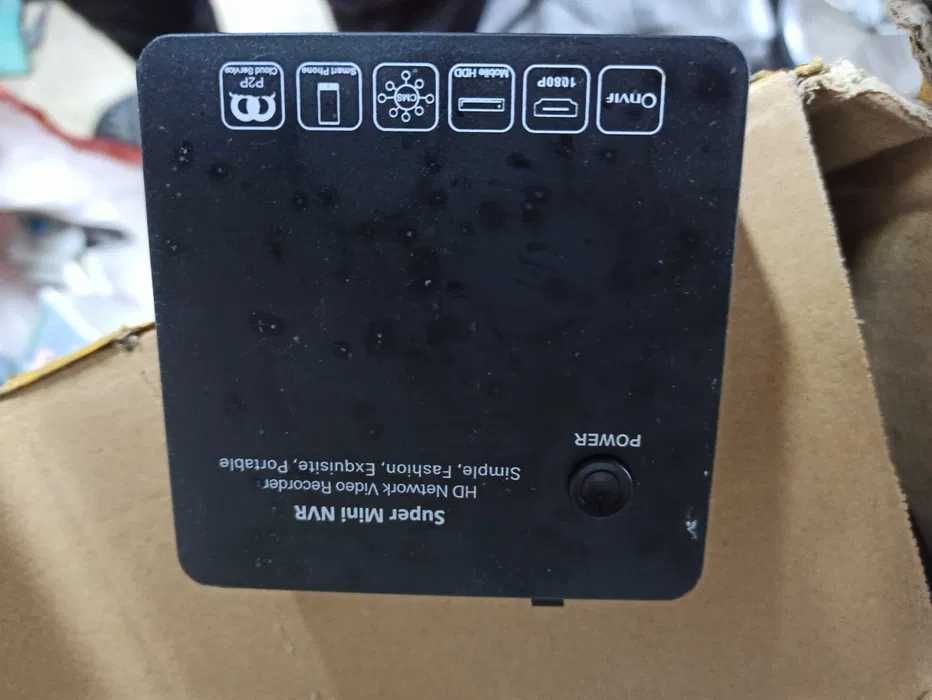 Super Mini NVR
HD Network Video Recorder
Simple, Fashion, Exquisite, Portable
POWER
Onvif
1080P
Mobile HDD
CMS
Smart Phone
P2P
Cloud Service